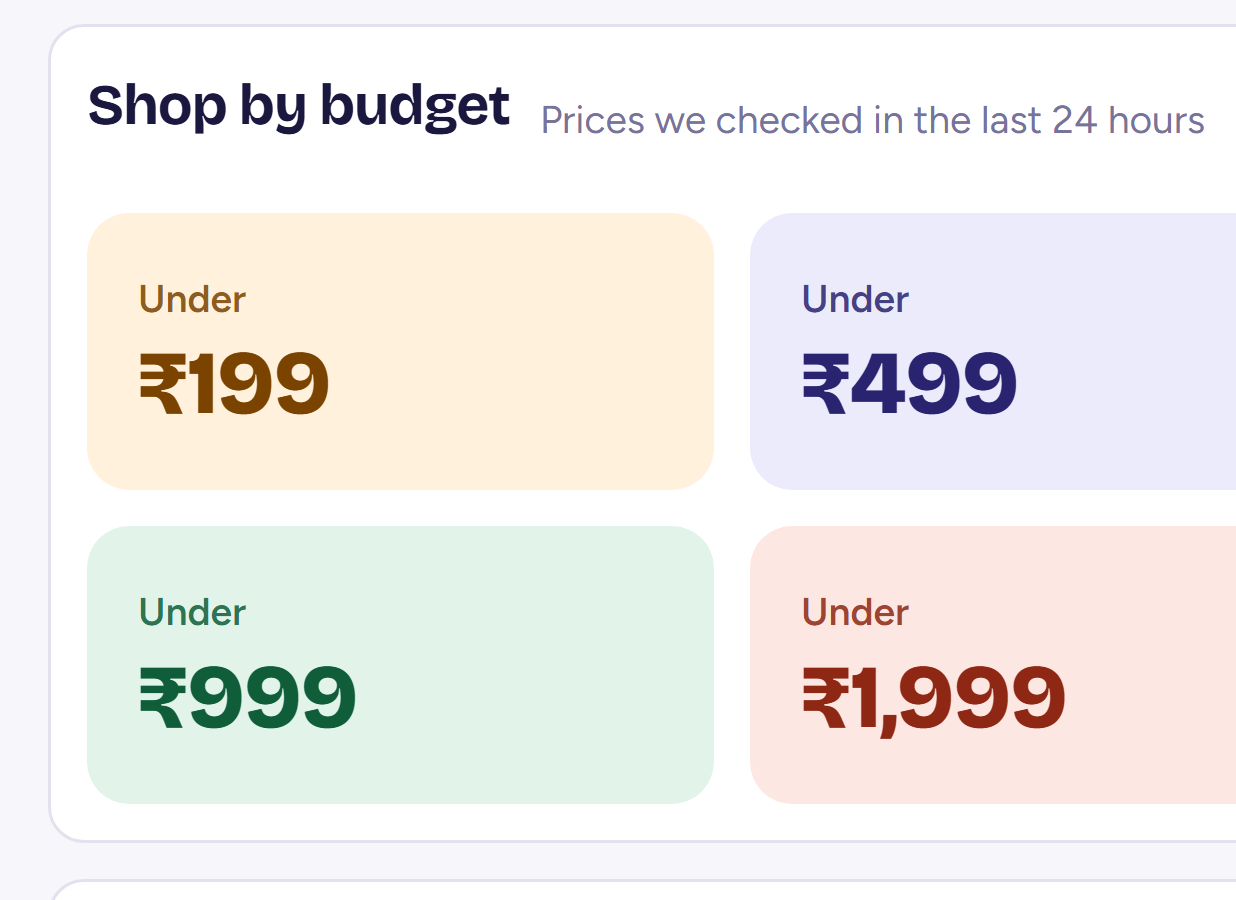 Shop by budget Prices we checked in the last 24 hours
Under
₹199
Under
₹499
Under
₹999
Under
₹1,999